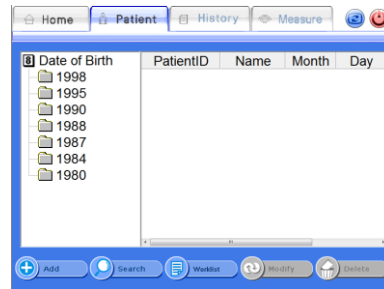 Home Patient History Measure
8 Date of Birth PatientID Name Month Day
1998
1995
1990
1988
1987
1984
1980
Add Search Worklist Modify Delete